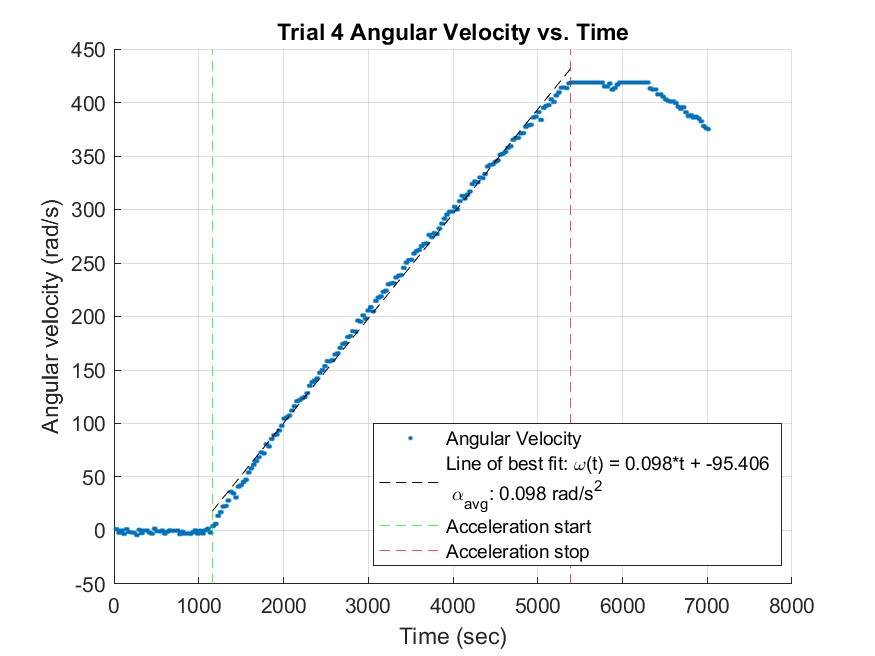 Trial 4 Angular Velocity vs. Time
450
400
350
300
250
200
150
100
50
0
-50
Angular velocity (rad/s)
Angular Velocity
Line of best fit: ω(t) = 0.098*t + -95.406
α_avg: 0.098 rad/s²
Acceleration start
Acceleration stop
0 1000 2000 3000 4000 5000 6000 7000 8000
Time (sec)